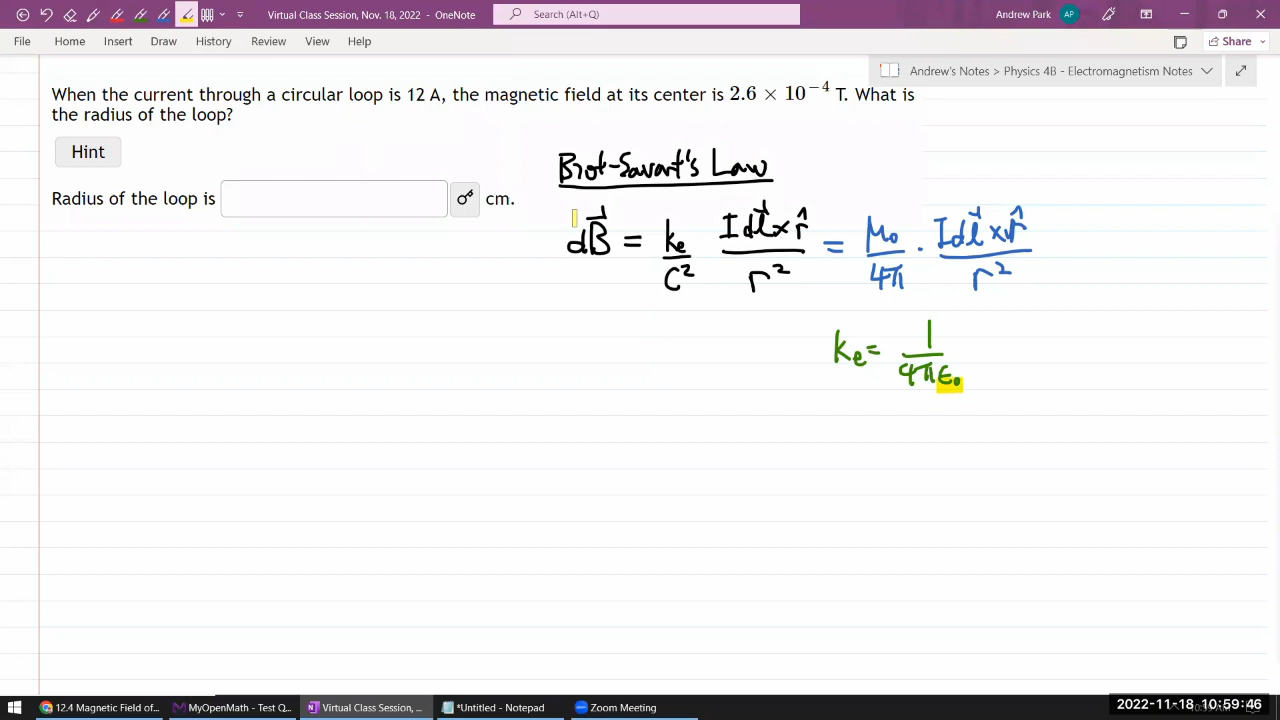 Virtual Class Session, Nov. 18, 2022 - OneNote
Search (Alt+Q)
Andrew Park AP
File Home Insert Draw History Review View Help
Share
Andrew's Notes > Physics 4B - Electromagnetism Notes
When the current through a circular loop is 12 A, the magnetic field at its center is 2.6 × 10⁻⁴ T. What is
the radius of the loop?
Hint
Radius of the loop is cm.
Biot-Savart's Law
dB⃗ = kₑ/c² Idl⃗ × r̂/r² = μ₀/4π · Idl⃗ × r̂/r²
kₑ = 1/4πε₀
12.4 Magnetic Field of...
MyOpenMath - Test Q...
Virtual Class Session, ...
*Untitled - Notepad
Zoom Meeting
2022-11-18 10:59:46